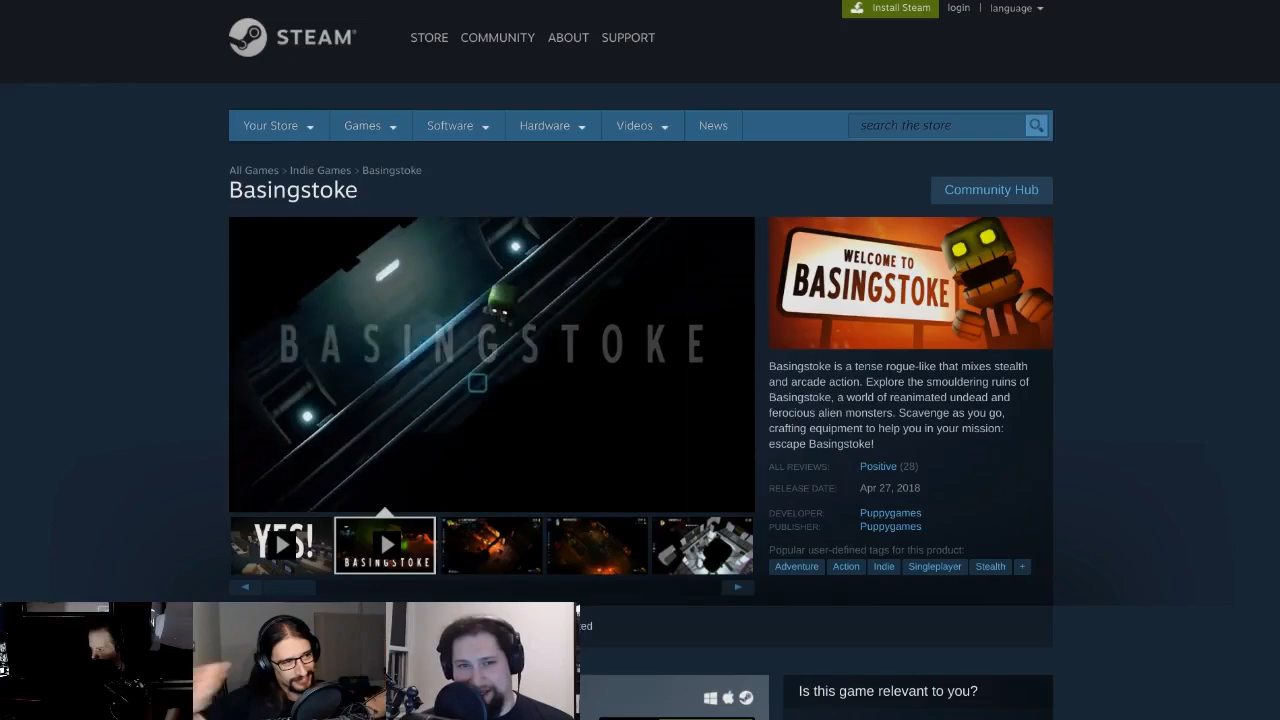 Install Steam
login
language
STEAM
STORE COMMUNITY ABOUT SUPPORT
Your Store Games Software Hardware Videos News
search the store
All Games > Indie Games > Basingstoke
Basingstoke
Community Hub
BASINGSTOKE
WELCOME TO
BASINGSTOKE
Basingstoke is a tense rogue-like that mixes stealth
and arcade action. Explore the smouldering ruins of
Basingstoke, a world of reanimated undead and
ferocious alien monsters. Scavenge as you go,
crafting equipment to help you in your mission:
escape Basingstoke!
ALL REVIEWS: Positive (28)
RELEASE DATE: Apr 27, 2018
DEVELOPER: Puppygames
PUBLISHER: Puppygames
Popular user-defined tags for this product:
Adventure Action Indie Singleplayer Stealth +
YES!
BASINGSTOKE
ed
Is this game relevant to you?